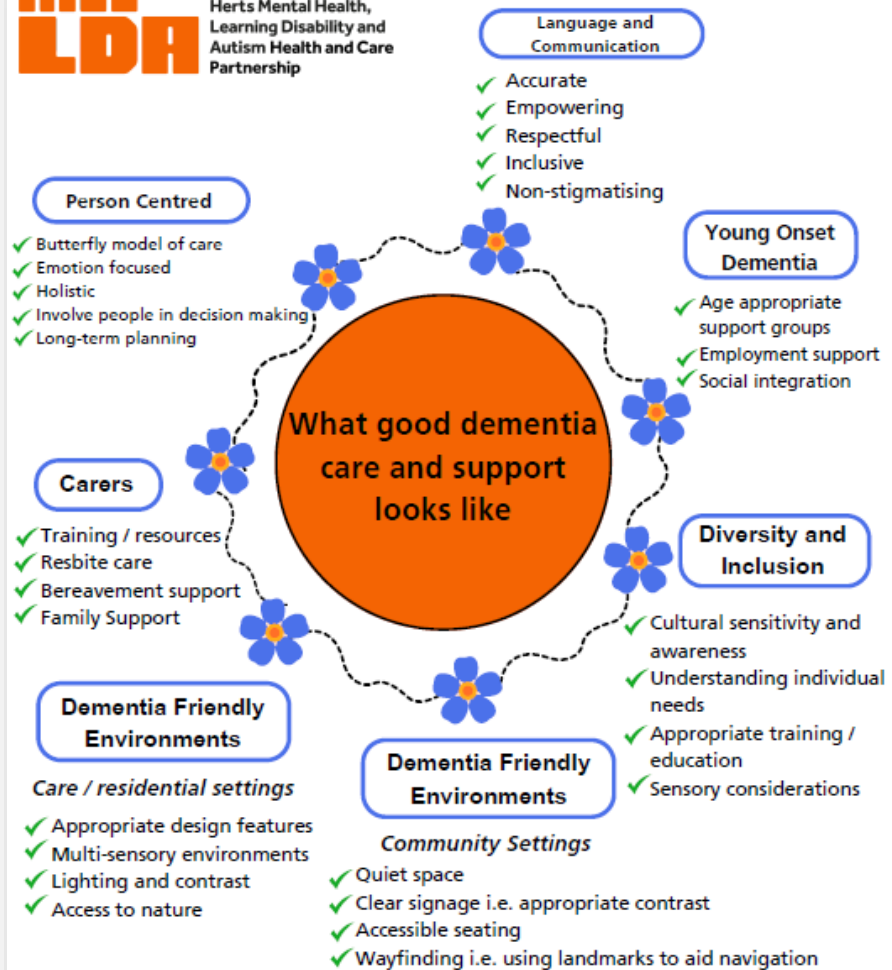 LDA
Herts Mental Health,
Learning Disability and
Autism Health and Care
Partnership
Language and
Communication
Accurate
Empowering
Respectful
Inclusive
Non-stigmatising
Person Centred
Butterfly model of care
Emotion focused
Holistic
Involve people in decision making
Long-term planning
Young Onset
Dementia
Age appropriate
support groups
Employment support
Social integration
What good dementia
care and support
looks like
Carers
Training / resources
Resbite care
Bereavement support
Family Support
Diversity and
Inclusion
Cultural sensitivity and
awareness
Understanding individual
needs
Appropriate training /
education
Sensory considerations
Dementia Friendly
Environments
Care / residential settings
Appropriate design features
Multi-sensory environments
Lighting and contrast
Access to nature
Dementia Friendly
Environments
Community Settings
Quiet space
Clear signage i.e. appropriate contrast
Accessible seating
Wayfinding i.e. using landmarks to aid navigation